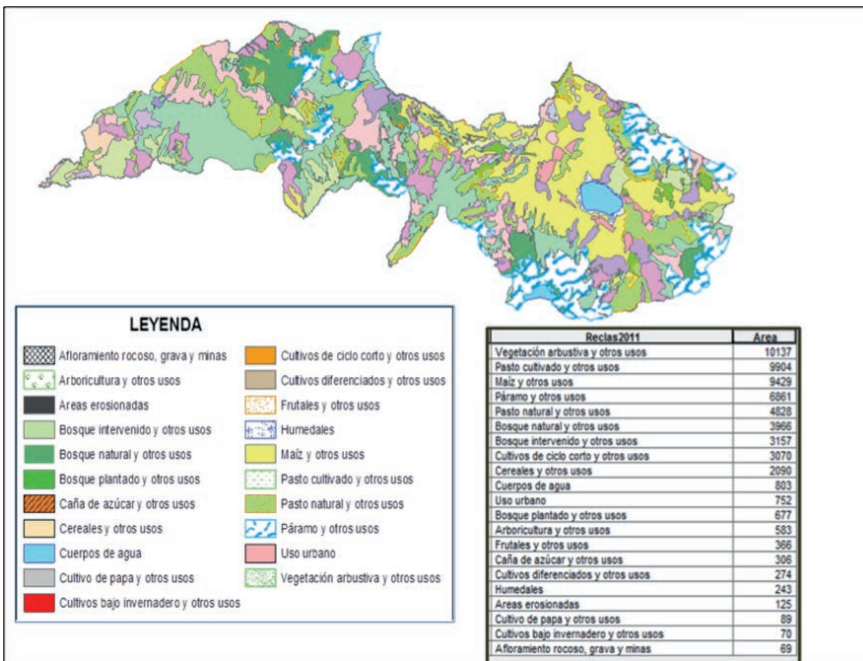 LEYENDA
Afloramiento rocoso, grava y minas
Arboricultura y otros usos
Areas erosionadas
Bosque intervenido y otros usos
Bosque natural y otros usos
Bosque plantado y otros usos
Caña de azúcar y otros usos
Cereales y otros usos
Cuerpos de agua
Cultivo de papa y otros usos
Cultivos bajo invernadero y otros usos
Cultivos de ciclo corto y otros usos
Cultivos diferenciados y otros usos
Frutales y otros usos
Humedales
Maíz y otros usos
Pasto cultivado y otros usos
Pasto natural y otros usos
Páramo y otros usos
Uso urbano
Vegetación arbustiva y otros usos
Reclas2011 Area
Vegetación arbustiva y otros usos 10137
Pasto cultivado y otros usos 9904
Maíz y otros usos 9429
Páramo y otros usos 6861
Pasto natural y otros usos 4828
Bosque natural y otros usos 3966
Bosque intervenido y otros usos 3157
Cultivos de ciclo corto y otros usos 3070
Cereales y otros usos 2090
Cuerpos de agua 803
Uso urbano 752
Bosque plantado y otros usos 677
Arboricultura y otros usos 583
Frutales y otros usos 366
Caña de azúcar y otros usos 306
Cultivos diferenciados y otros usos 274
Humedales 243
Areas erosionadas 125
Cultivo de papa y otros usos 89
Cultivos bajo invernadero y otros usos 70
Afloramiento rocoso, grava y minas 69